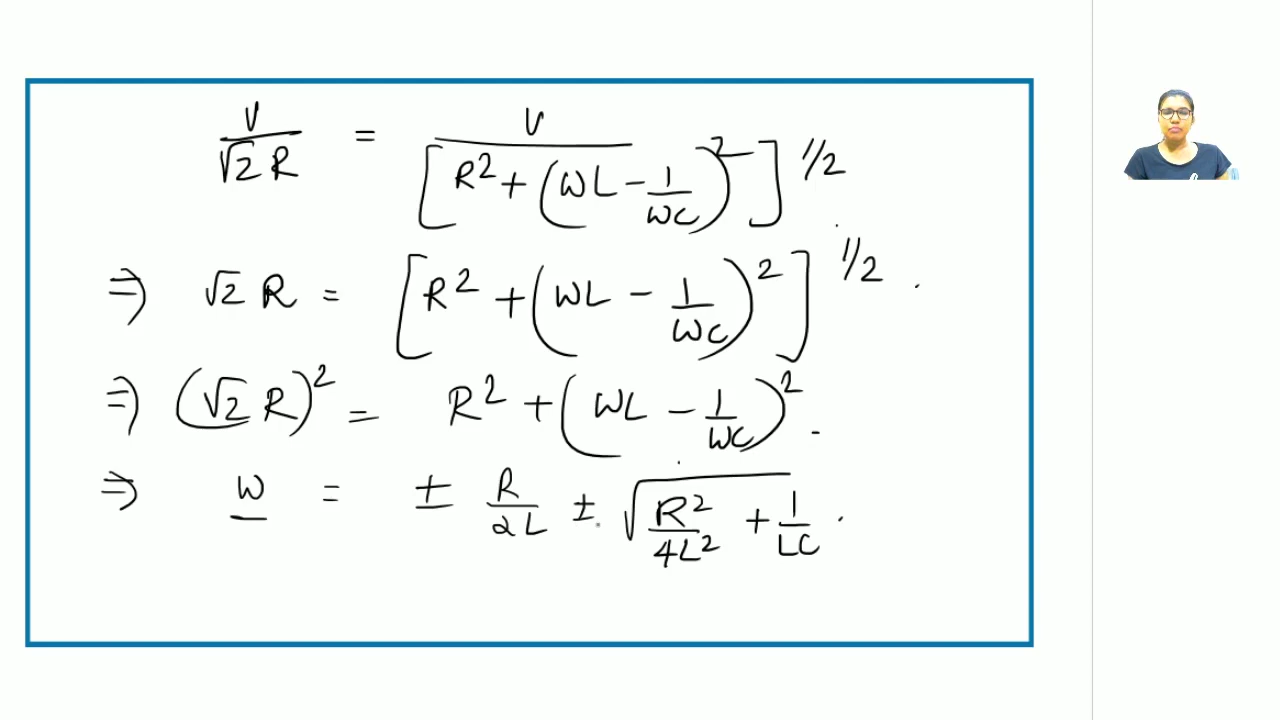 V/√2 R = V/[R² + (WL - 1/WC)²]^1/2
⇒ √2 R = [R² + (WL - 1/WC)²]^1/2.
⇒ (√2 R)² = R² + (WL - 1/WC)².
⇒ W = ± R/2L ± √(R²/4L² + 1/LC).